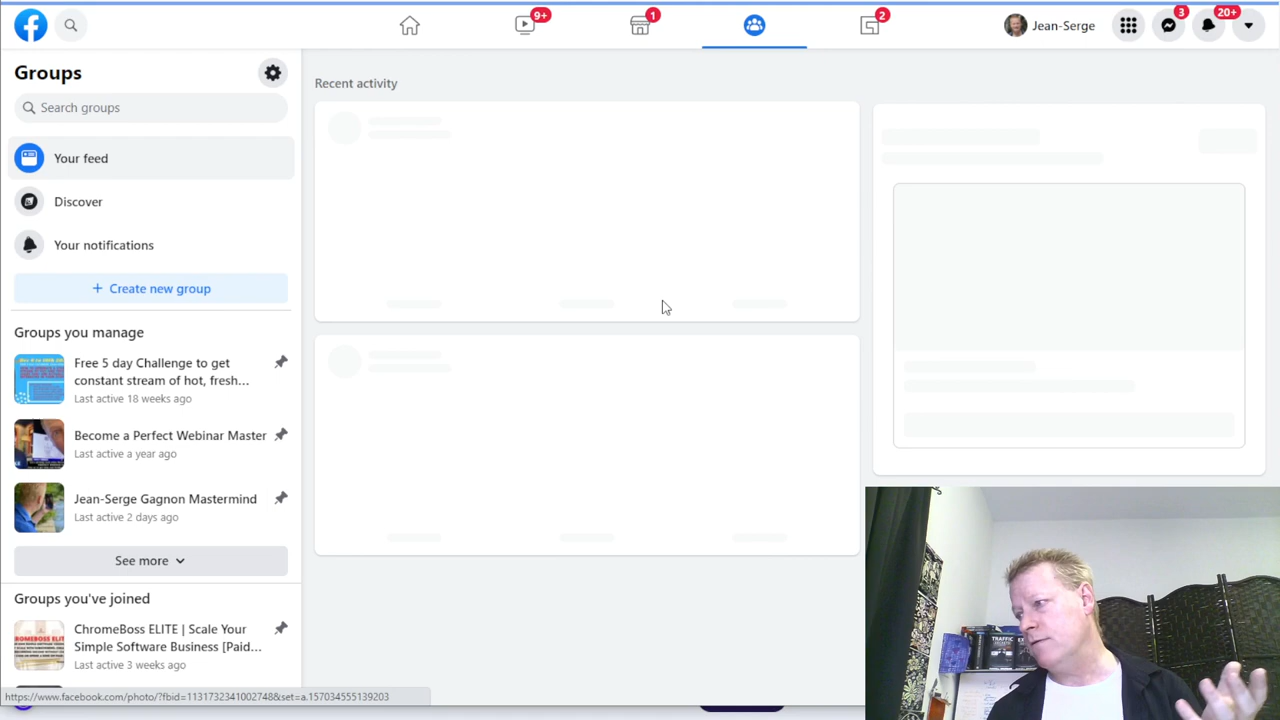 9+
1
2
Jean-Serge
3
20+
Groups
Search groups
Your feed
Discover
Your notifications
+ Create new group
Groups you manage
Free 5 day Challenge to get
constant stream of hot, fresh...
Last active 18 weeks ago
Become a Perfect Webinar Master
Last active a year ago
Jean-Serge Gagnon Mastermind
Last active 2 days ago
See more
Groups you've joined
ChromeBoss ELITE | Scale Your
Simple Software Business [Paid...
Last active 3 weeks ago
https://www.facebook.com/photo/?fbid=1131732341002748&set=a.157034555139203
Recent activity
TRAFFIC